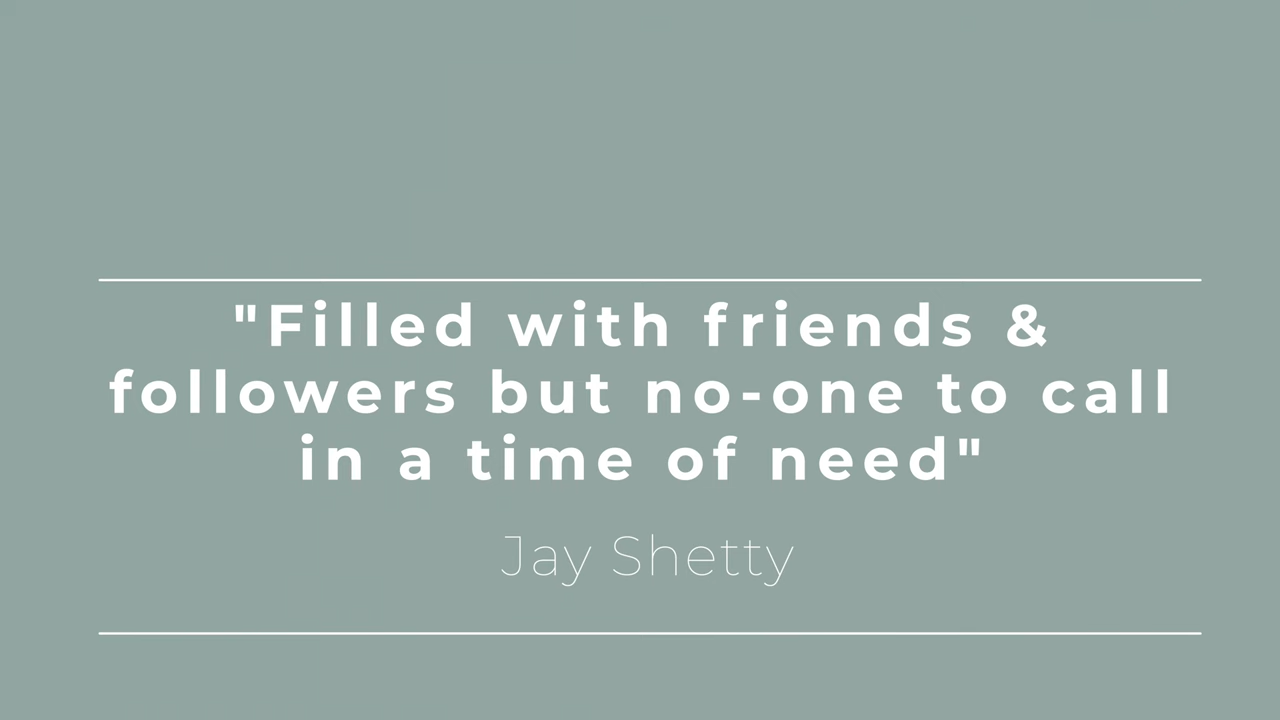 "Filled with friends &
followers but no-one to call
in a time of need"
Jay Shetty